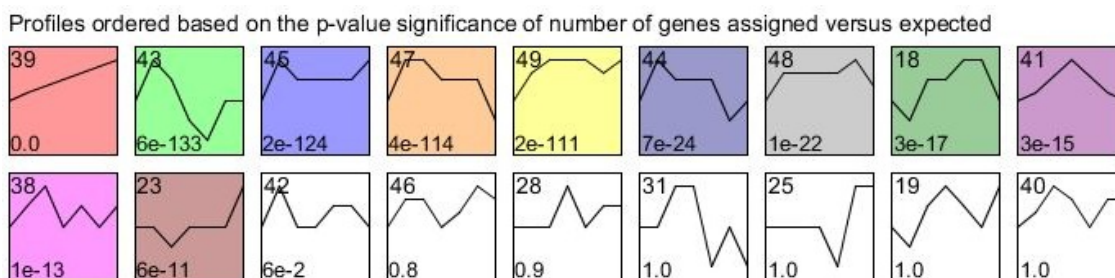 Profiles ordered based on the p-value significance of number of genes assigned versus expected
39 43 45 47 49 44 48 18 41
0.0 6e-133 2e-124 4e-114 2e-111 7e-24 1e-22 3e-17 3e-15
38 23 42 46 28 31 25 19 40
1e-13 6e-11 6e-2 0.8 0.9 1.0 1.0 1.0 1.0